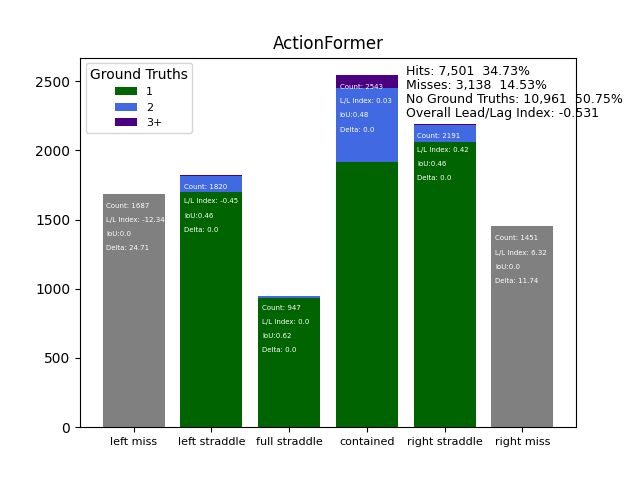 ActionFormer
Ground Truths
1
2
3+
Hits: 7,501 34.73%
Misses: 3,138 14.53%
No Ground Truths: 10,961 50.75%
Overall Lead/Lag Index: -0.531
2500
2000
1500
1000
500
0
Count: 1687
L/L Index: -12.34
IoU:0.0
Delta: 24.71
Count: 1820
L/L Index: -0.45
IoU:0.46
Delta: 0.0
Count: 947
L/L Index: 0.0
IoU:0.62
Delta: 0.0
Count: 2543
L/L Index: 0.03
IoU:0.48
Delta: 0.0
Count: 2191
L/L Index: 0.42
IoU:0.46
Delta: 0.0
Count: 1451
L/L Index: 6.32
IoU:0.0
Delta: 11.74
left miss
left straddle
full straddle
contained
right straddle
right miss